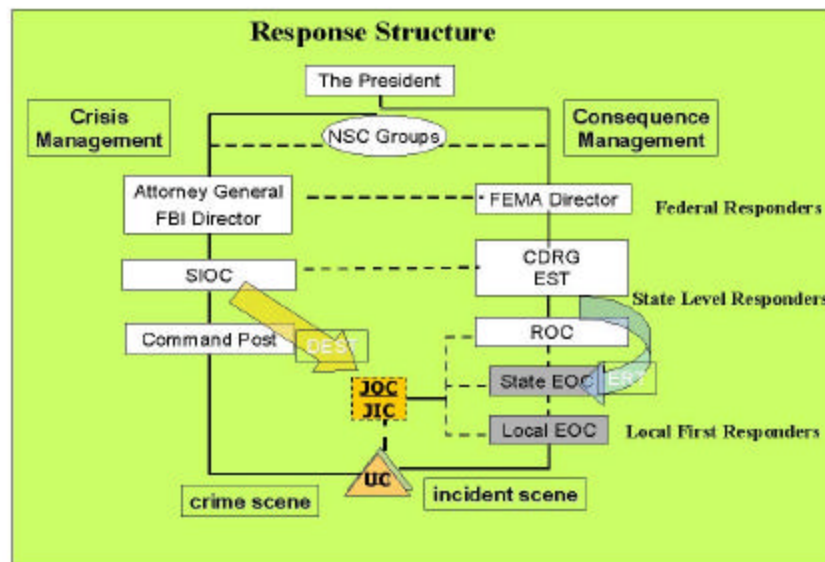 Response Structure
The President
Crisis
Management
NSC Groups
Consequence
Management
Attorney General
FBI Director
FEMA Director
Federal Responders
SIOC
CDRG
EST
State Level Responders
Command Post
DEST
ROC
JOC
JIC
State EOC
ERT
Local EOC
Local First Responders
UC
crime scene
incident scene